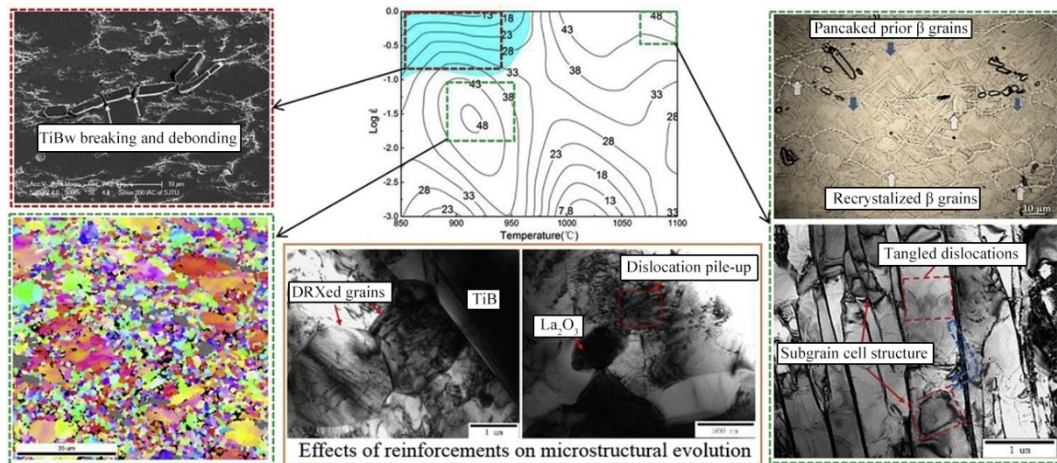 TiBw breaking and debonding
10 μm
35 μm
0.0
-0.5
-1.0
-1.5
-2.0
-2.5
-3.0
Log ε̇
850 900 950 1000 1050 1100
Temperature(℃)
13
18
23
28
33
43
38
48
28
33
23
48
43
38
33
28
33
28
23
18
13
7.8
28
33
DRXed grains
TiB
1 um
Dislocation pile-up
La₂O₃
500 nm
Effects of reinforcements on microstructural evolution
Pancaked prior β grains
Recrystalized β grains
10 μm
Tangled dislocations
Subgrain cell structure
1 um